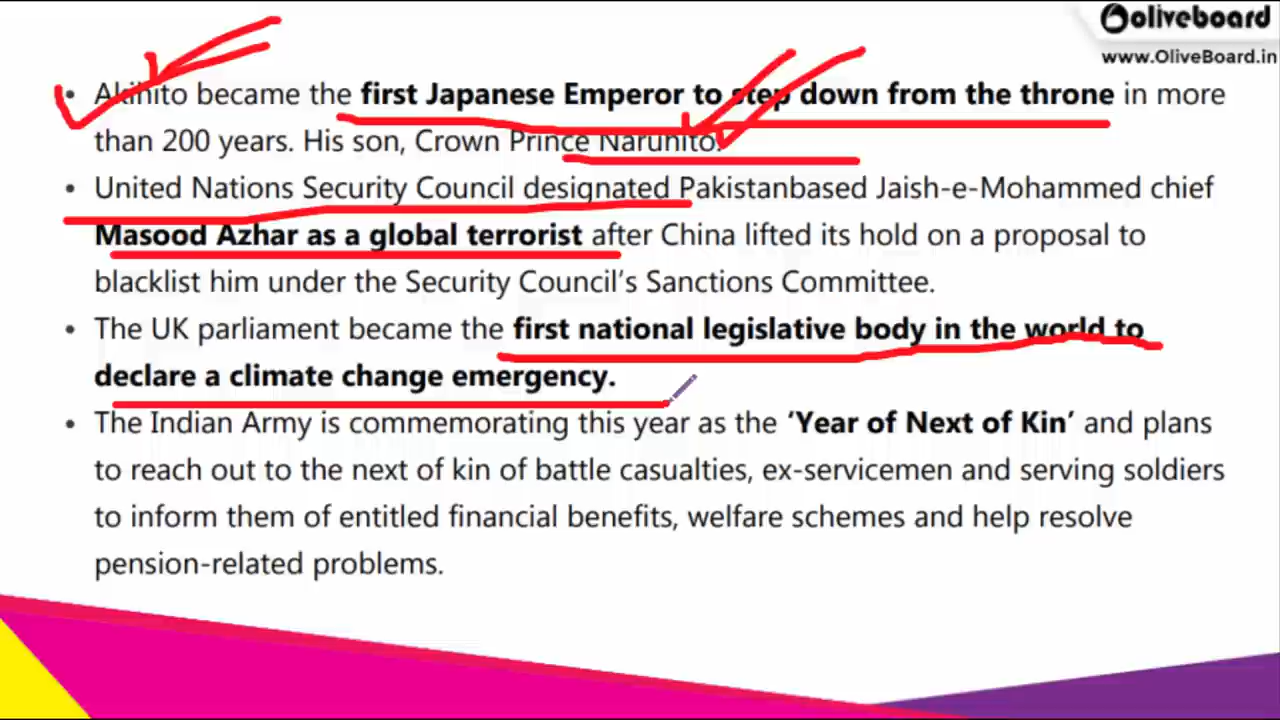 oliveboard
www.OliveBoard.in
• Akihito became the first Japanese Emperor to step down from the throne in more
than 200 years. His son, Crown Prince Naruhito.
• United Nations Security Council designated Pakistanbased Jaish-e-Mohammed chief
Masood Azhar as a global terrorist after China lifted its hold on a proposal to
blacklist him under the Security Council's Sanctions Committee.
• The UK parliament became the first national legislative body in the world to
declare a climate change emergency.
• The Indian Army is commemorating this year as the ‘Year of Next of Kin’ and plans
to reach out to the next of kin of battle casualties, ex-servicemen and serving soldiers
to inform them of entitled financial benefits, welfare schemes and help resolve
pension-related problems.